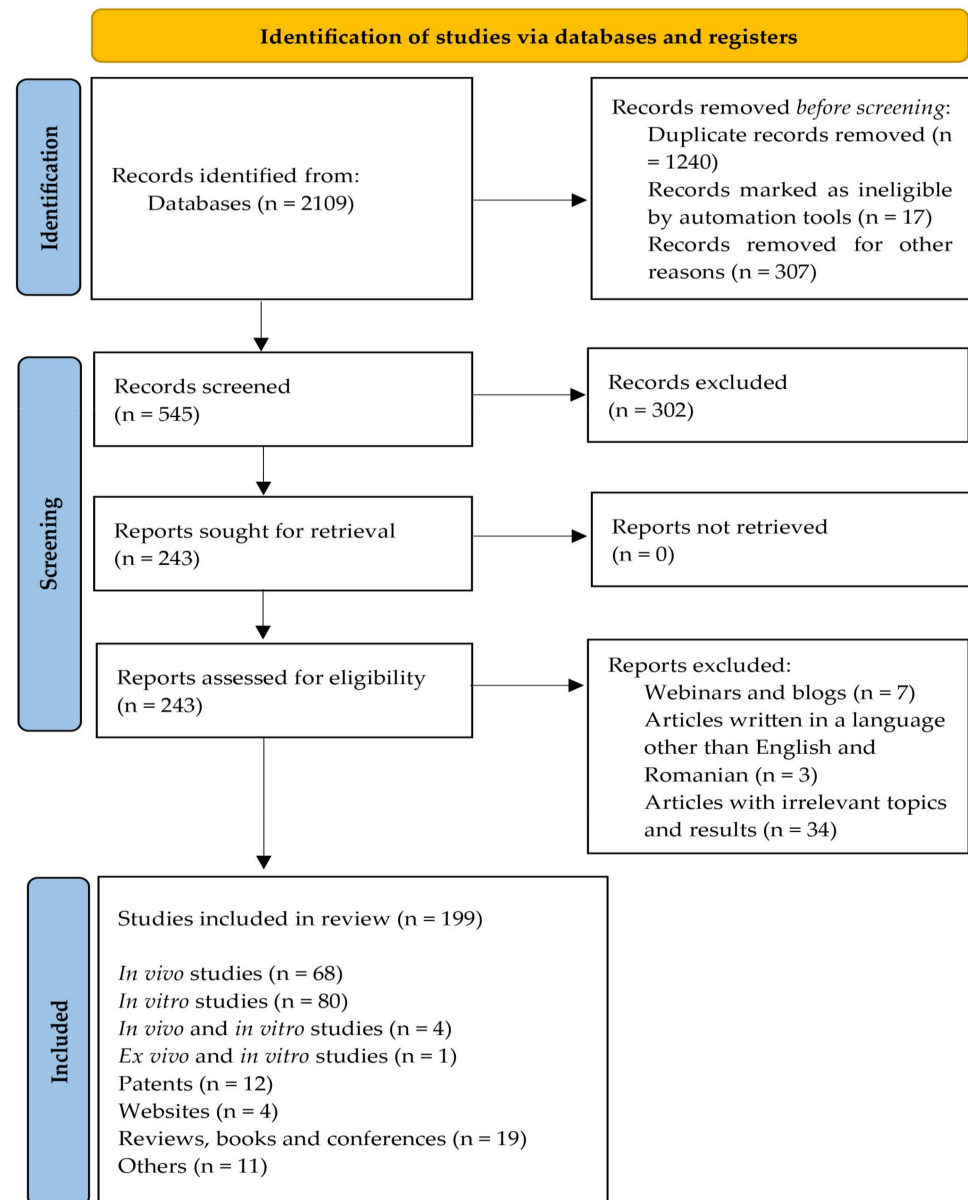 Identification of studies via databases and registers
Identification
Records identified from:
Databases (n = 2109)
Records removed before screening:
Duplicate records removed (n
= 1240)
Records marked as ineligible
by automation tools (n = 17)
Records removed for other
reasons (n = 307)
Screening
Records screened
(n = 545)
Records excluded
(n = 302)
Reports sought for retrieval
(n = 243)
Reports not retrieved
(n = 0)
Reports assessed for eligibility
(n = 243)
Reports excluded:
Webinars and blogs (n = 7)
Articles written in a language
other than English and
Romanian (n = 3)
Articles with irrelevant topics
and results (n = 34)
Included
Studies included in review (n = 199)
In vivo studies (n = 68)
In vitro studies (n = 80)
In vivo and in vitro studies (n = 4)
Ex vivo and in vitro studies (n = 1)
Patents (n = 12)
Websites (n = 4)
Reviews, books and conferences (n = 19)
Others (n = 11)